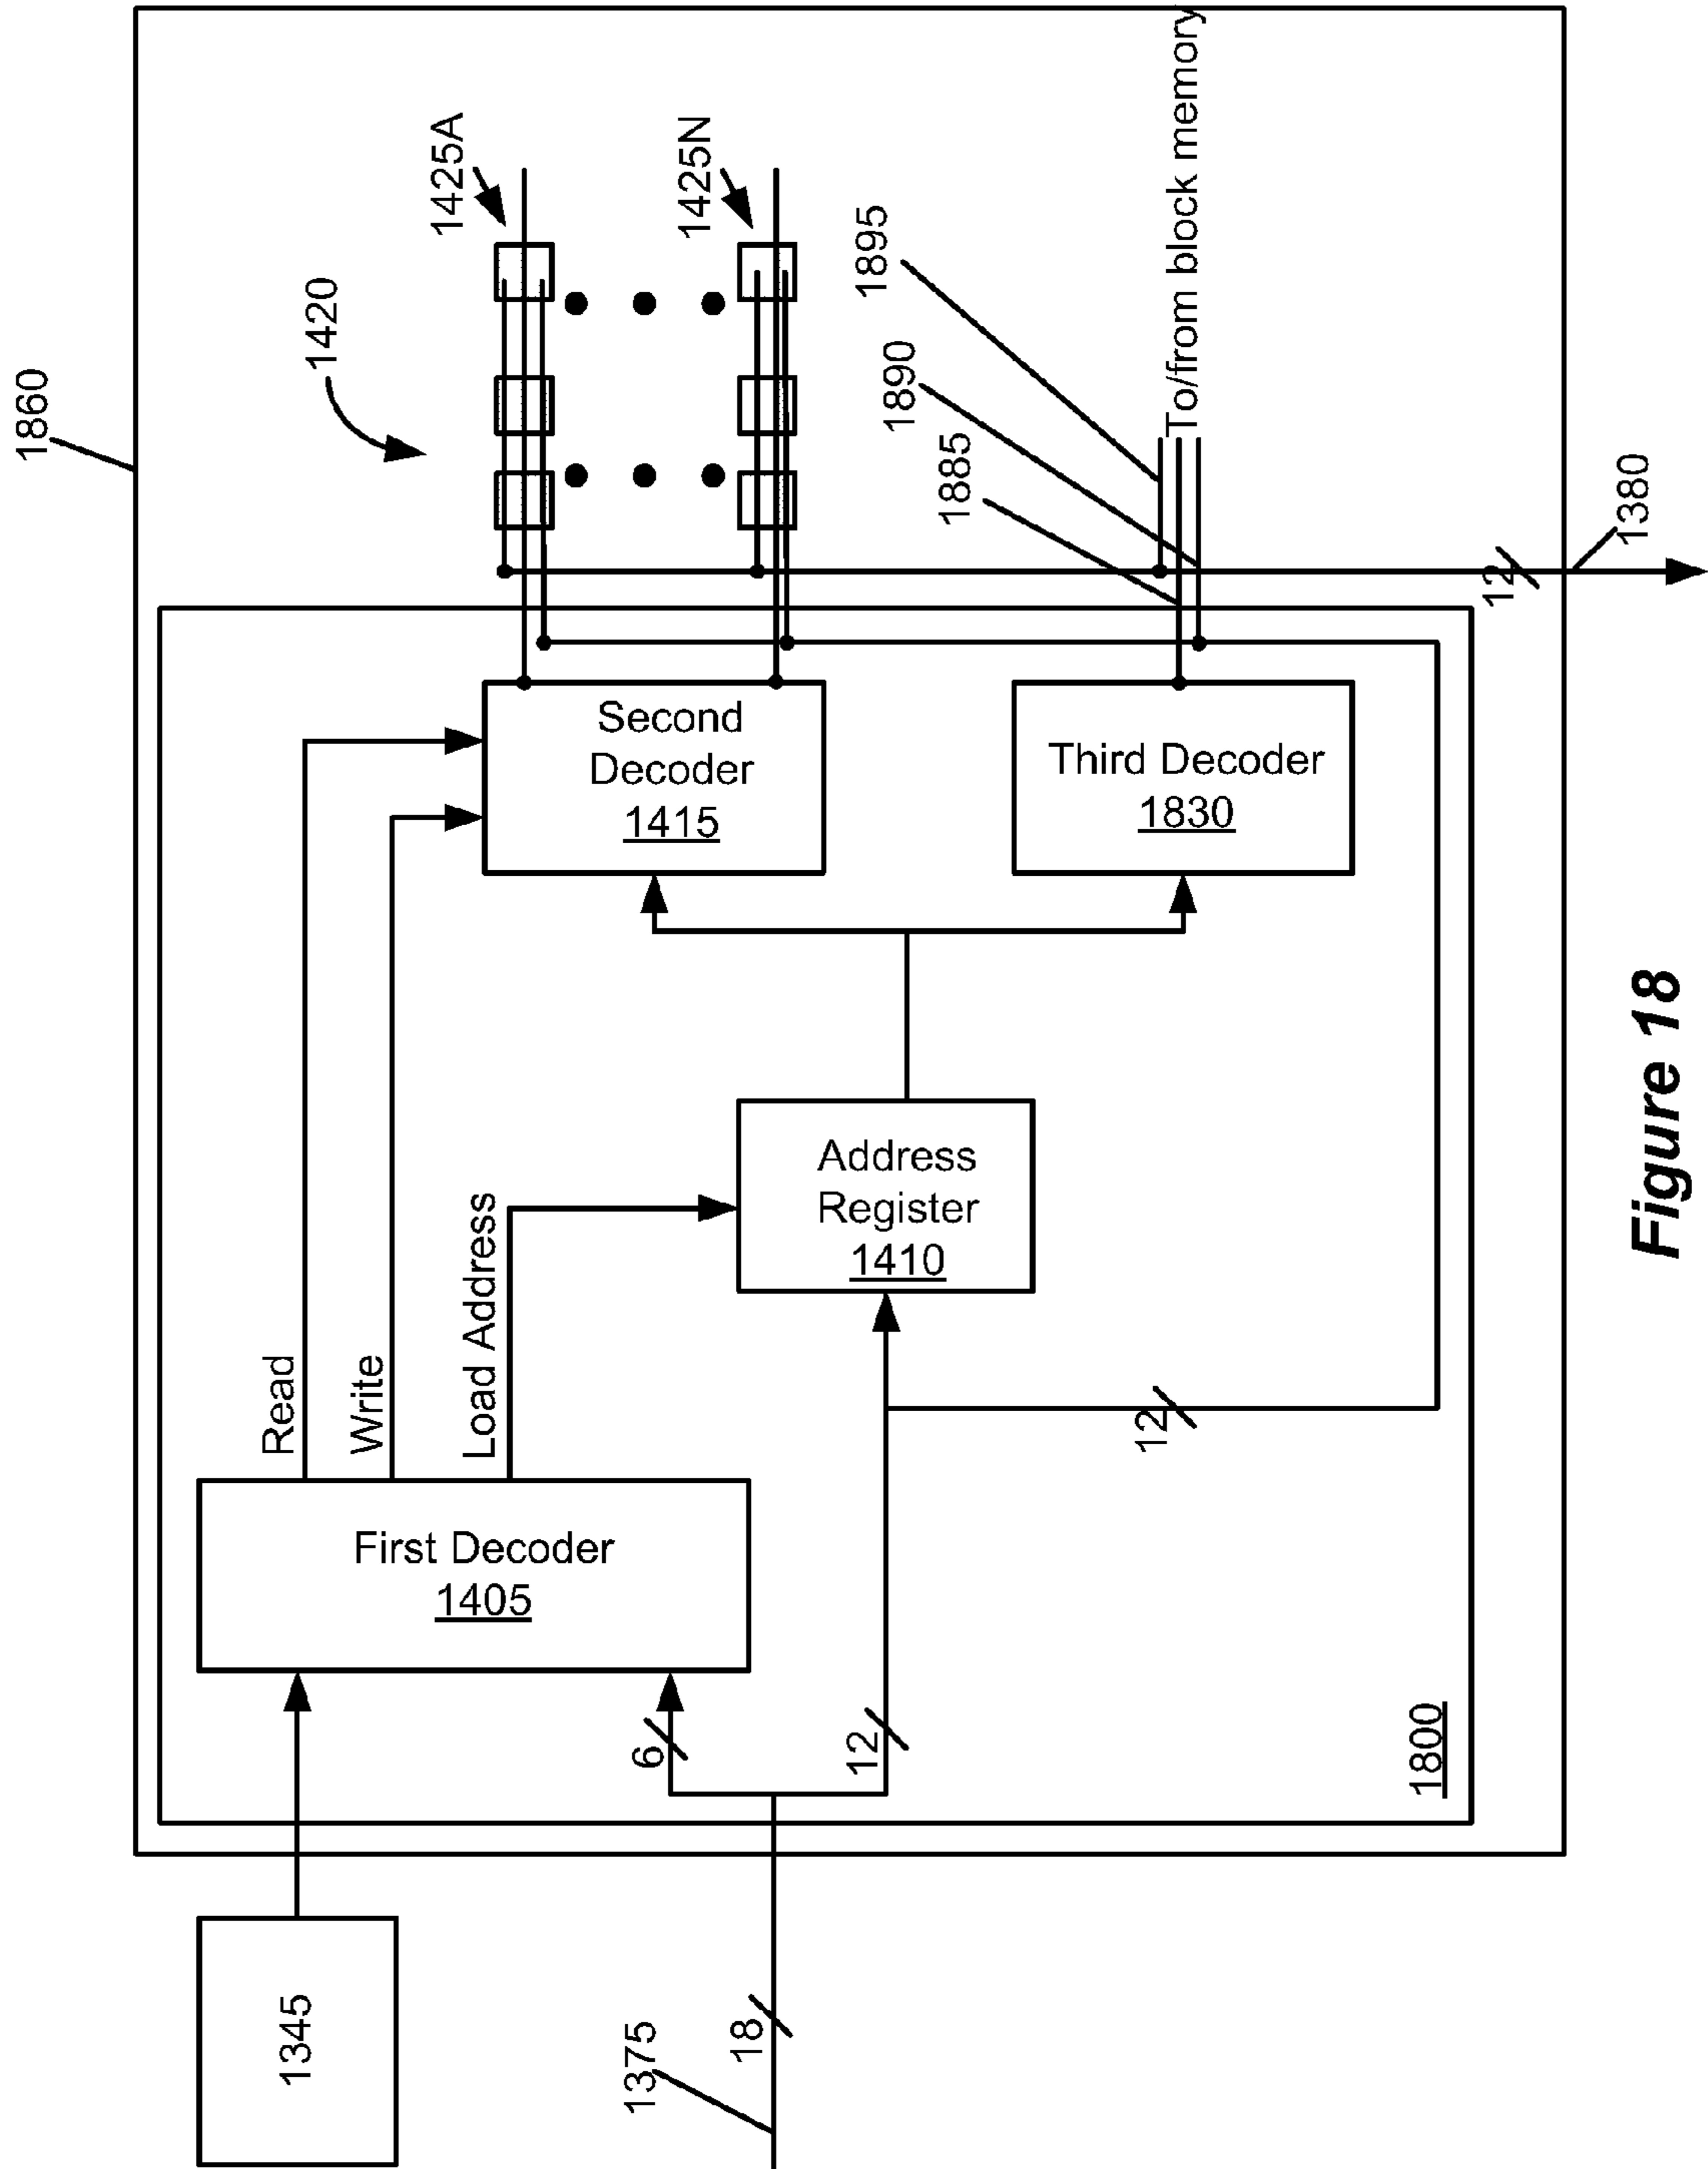 1860
1420
1425A
1425N
1895
1890
1885
To/from block memory
12
1380
Second
Decoder
1415
Third Decoder
1830
Read
Write
Load Address
Address
Register
1410
12
First Decoder
1405
6
12
1800
1345
1375
18
Figure 18